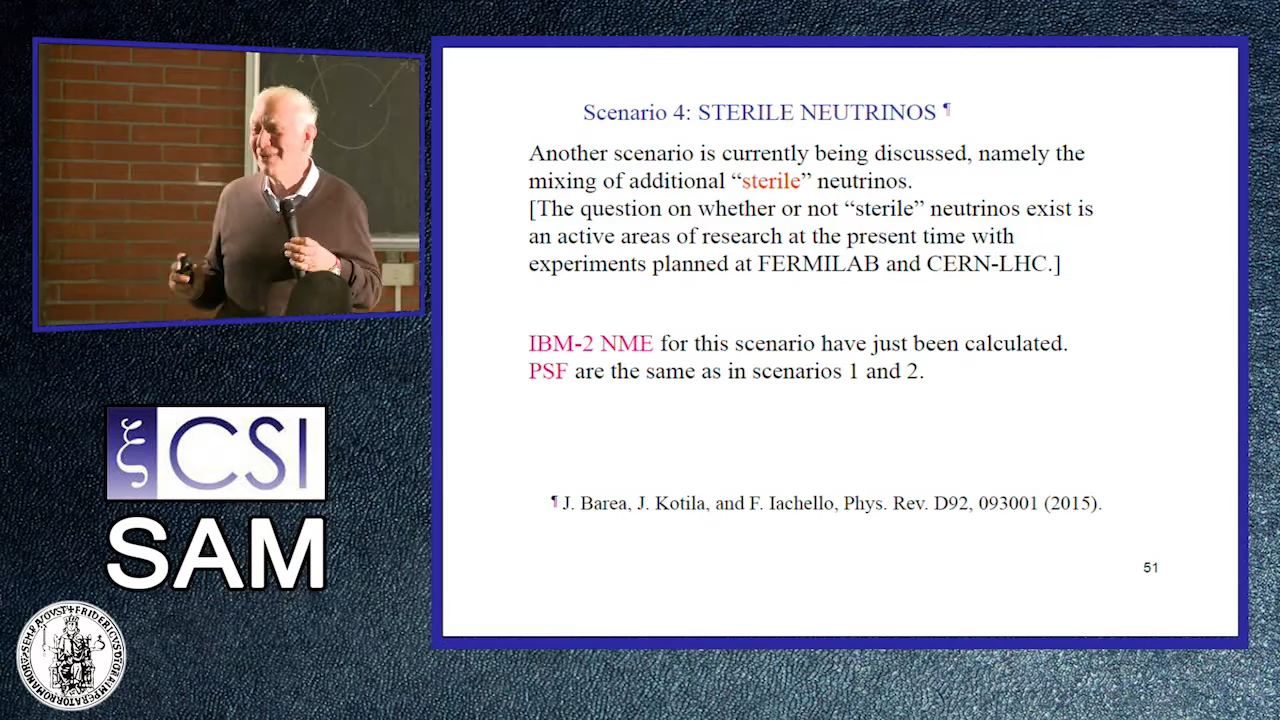 Scenario 4: STERILE NEUTRINOS ¶
Another scenario is currently being discussed, namely the
mixing of additional “sterile” neutrinos.
[The question on whether or not “sterile” neutrinos exist is
an active areas of research at the present time with
experiments planned at FERMILAB and CERN-LHC.]
IBM-2 NME for this scenario have just been calculated.
PSF are the same as in scenarios 1 and 2.
¶ J. Barea, J. Kotila, and F. Iachello, Phys. Rev. D92, 093001 (2015).
51
ξ CSI
SAM